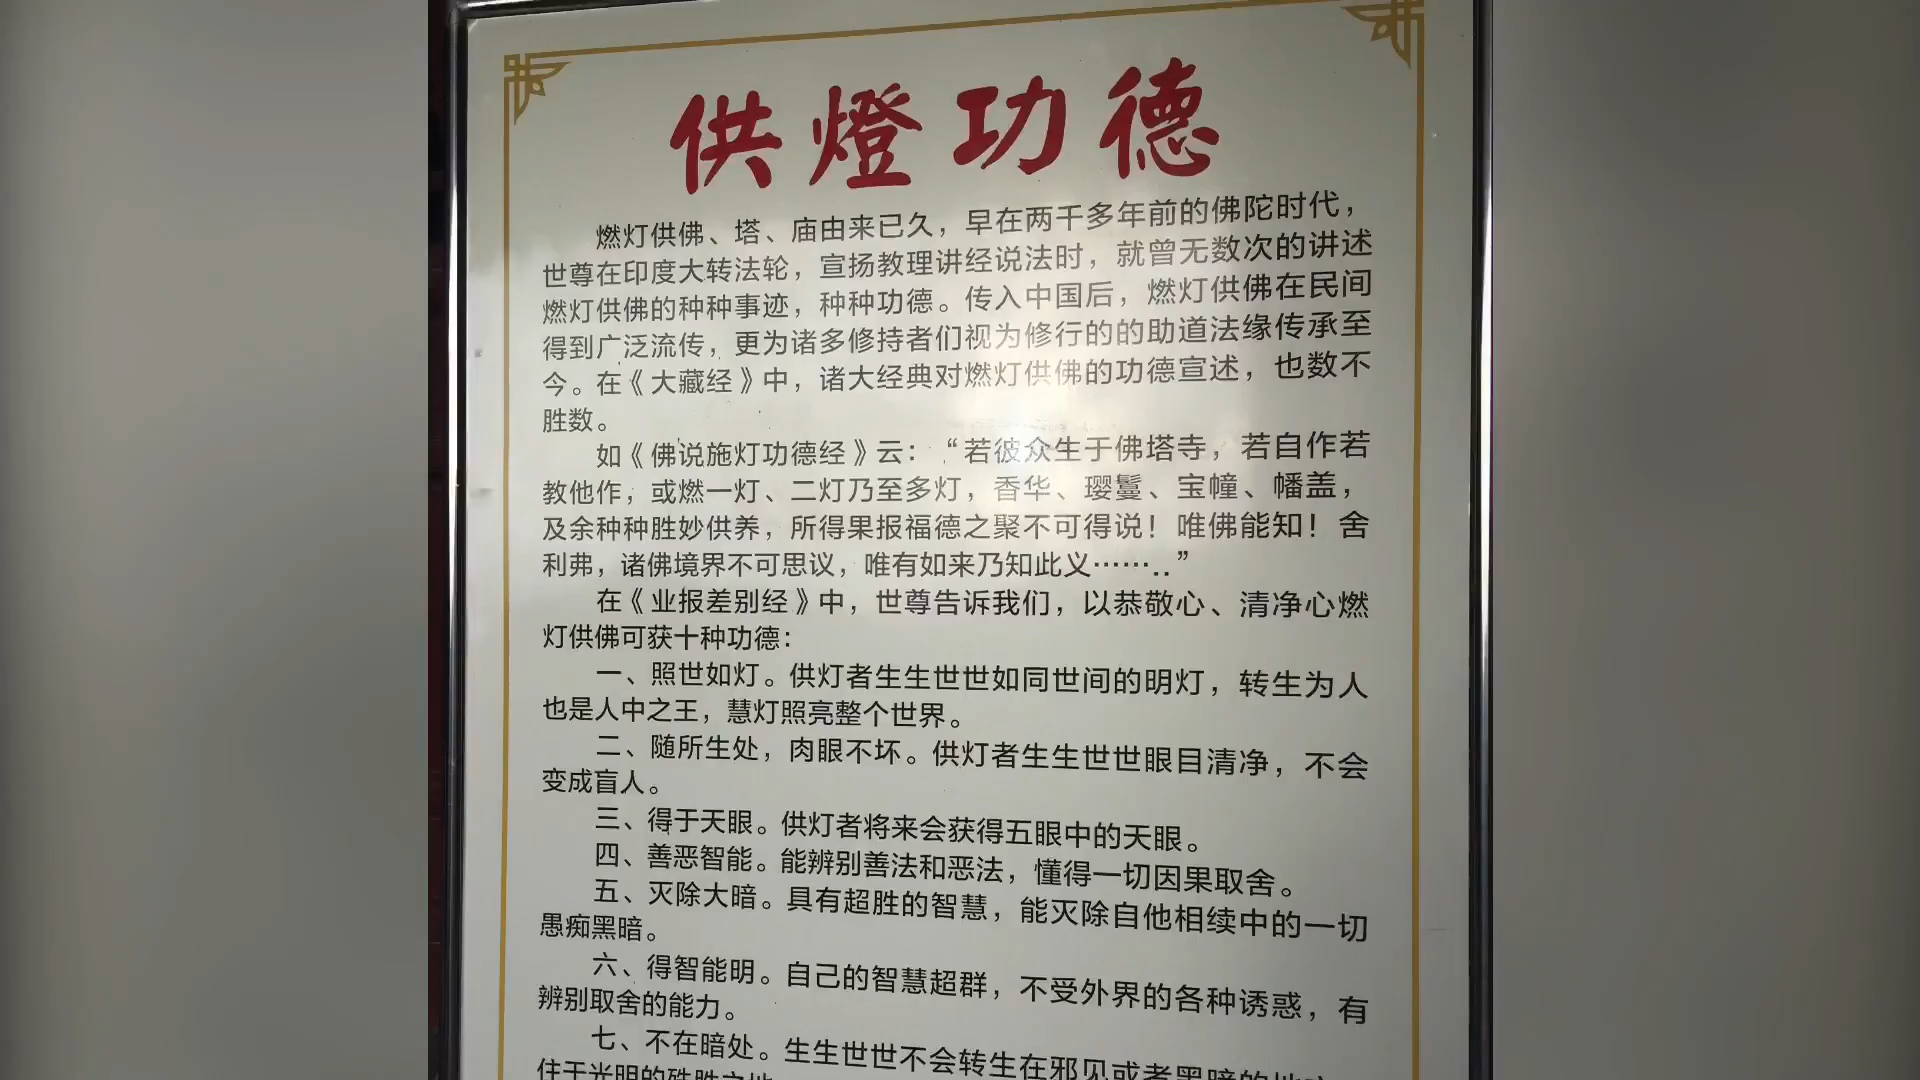 供燈功德
燃灯供佛、塔、庙由来已久，早在两千多年前的佛陀时代，
世尊在印度大转法轮，宣扬教理讲经说法时，就曾无数次的讲述
燃灯供佛的种种事迹，种种功德。传入中国后，燃灯供佛在民间
得到广泛流传，更为诸多修持者们视为修行的的助道法缘传承至
今。在《大藏经》中，诸大经典对燃灯供佛的功德宣述，也数不
胜数。
如《佛说施灯功德经》云：“若彼众生于佛塔寺，若自作若
教他作，或燃一灯、二灯乃至多灯，香华、璎鬘、宝幢、幡盖，
及余种种胜妙供养，所得果报福德之聚不可得说！唯佛能知！舍
利弗，诸佛境界不可思议，唯有如来乃知此义……..”
在《业报差别经》中，世尊告诉我们，以恭敬心、清净心燃
灯供佛可获十种功德：
一、照世如灯。供灯者生生世世如同世间的明灯，转生为人
也是人中之王，慧灯照亮整个世界。
二、随所生处，肉眼不坏。供灯者生生世世眼目清净，不会
变成盲人。
三、得于天眼。供灯者将来会获得五眼中的天眼。
四、善恶智能。能辨别善法和恶法，懂得一切因果取舍。
五、灭除大暗。具有超胜的智慧，能灭除自他相续中的一切
愚痴黑暗。
六、得智能明。自己的智慧超群，不受外界的各种诱惑，有
辨别取舍的能力。
七、不在暗处。生生世世不会转生在邪见或者黑暗的地
住于光明的殊胜之地